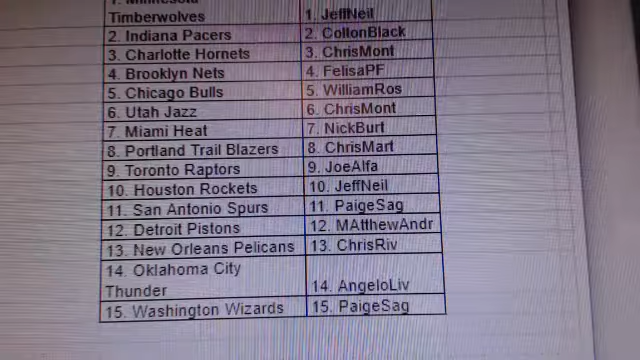 1. Minnesota
Timberwolves 1. JeffNeil
2. Indiana Pacers 2. ColtonBlack
3. Charlotte Hornets 3. ChrisMont
4. Brooklyn Nets 4. FelisaPF
5. Chicago Bulls 5. WilliamRos
6. Utah Jazz 6. ChrisMont
7. Miami Heat 7. NickBurt
8. Portland Trail Blazers 8. ChrisMart
9. Toronto Raptors 9. JoeAlfa
10. Houston Rockets 10. JeffNeil
11. San Antonio Spurs 11. PaigeSag
12. Detroit Pistons 12. MAtthewAndr
13. New Orleans Pelicans 13. ChrisRiv
14. Oklahoma City
Thunder 14. AngeloLiv
15. Washington Wizards 15. PaigeSag